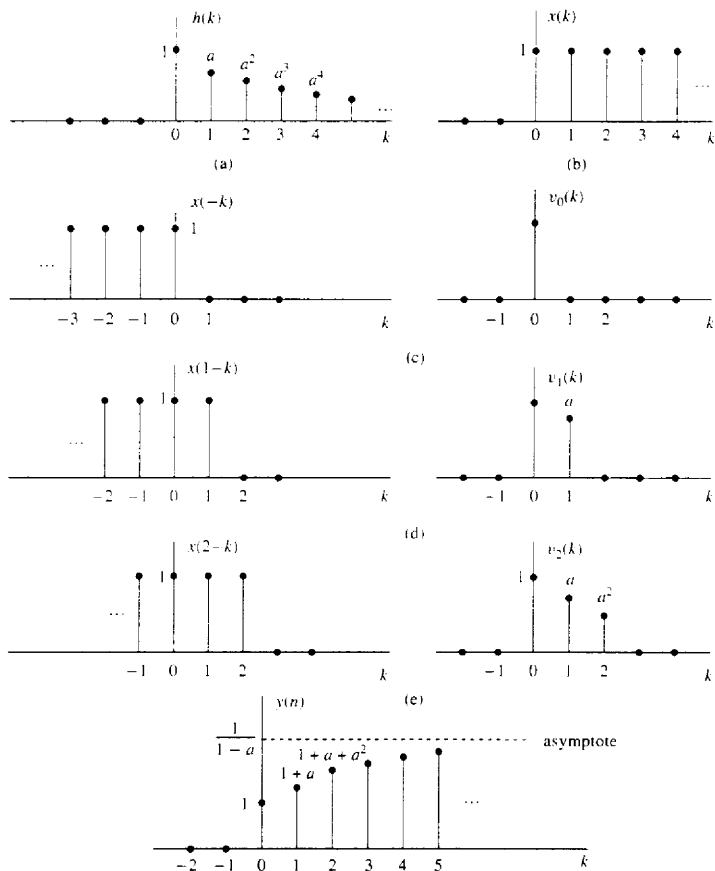 h(k)
1
a
a²
a³
a⁴
...
0 1 2 3 4
k
(a)
x(k)
1
...
0 1 2 3 4 k
(b)
x(−k)
1
...
−3 −2 −1 0 1 k
v₀(k)
−1 0 1 2 k
(c)
x(1−k)
1
...
−2 −1 0 1 2 k
v₁(k)
a
−1 0 1 2 k
(d)
x(2−k)
1
...
−1 0 1 2 k
v₂(k)
1
a
a²
−1 0 1 2 k
(e)
y(n)
1
1 − a
asymptote
1 + a + a²
1 + a
1
...
−2 −1 0 1 2 3 4 5 k